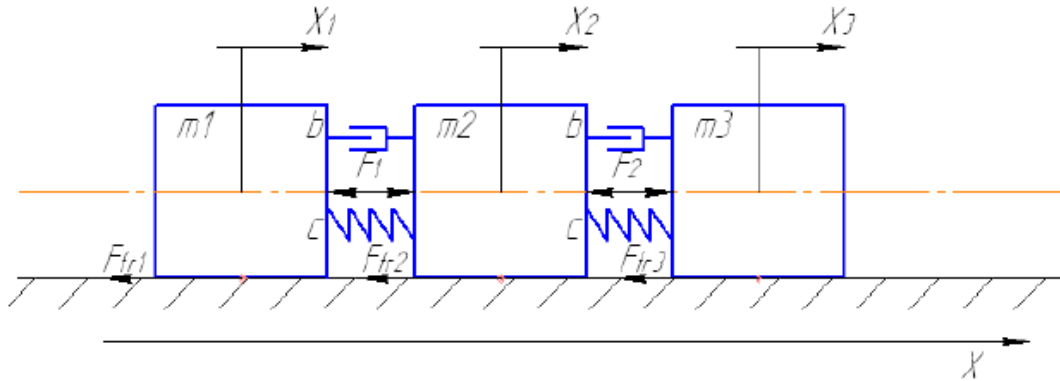 X1 X2 X3
m1 b m2 b m3
F1 F2
c c
Ffr1 Ffr2 Ffr3
X